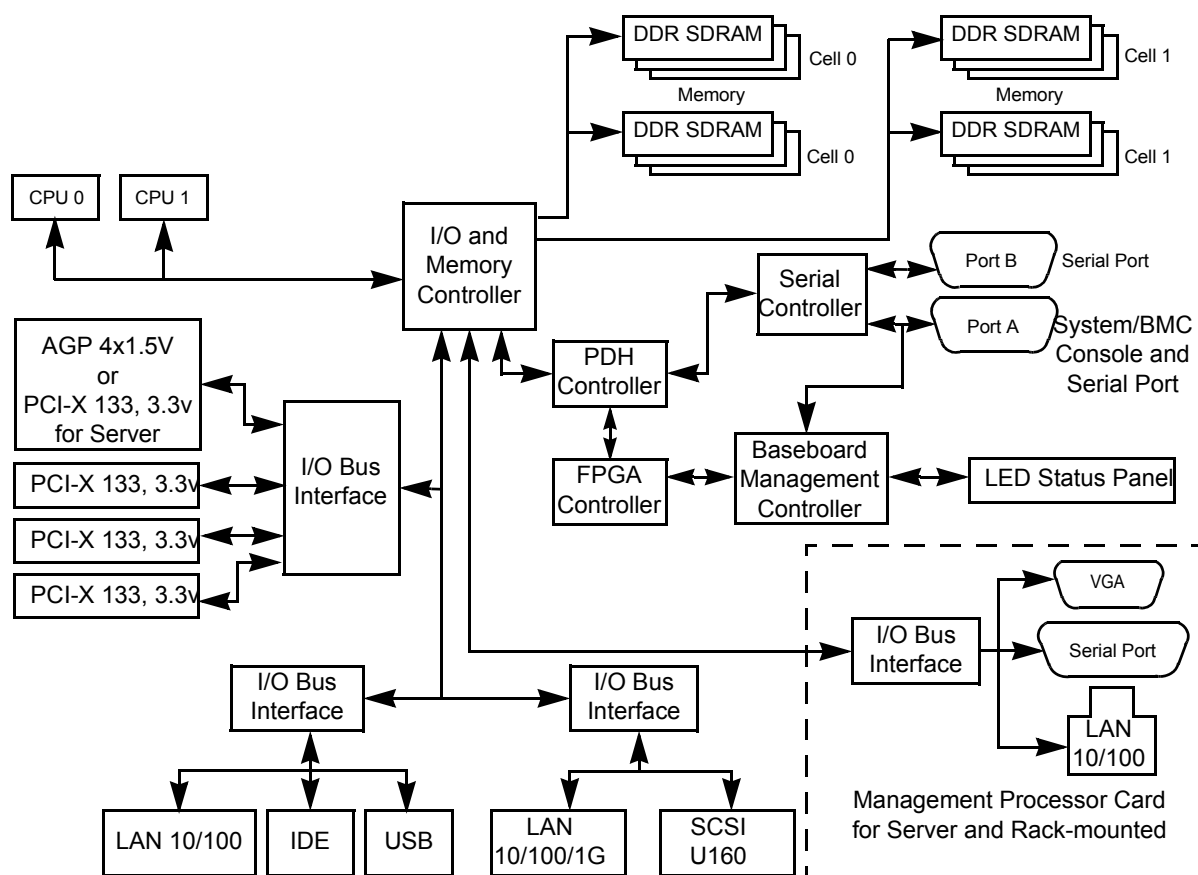 DDR SDRAM
Cell 0
Memory
DDR SDRAM
Cell 0
DDR SDRAM
Cell 1
Memory
DDR SDRAM
Cell 1
CPU 0
CPU 1
I/O and
Memory
Controller
Serial
Controller
Port B
Serial Port
Port A
System/BMC
Console and
Serial Port
AGP 4x1.5V
or
PCI-X 133, 3.3v
for Server
PCI-X 133, 3.3v
PCI-X 133, 3.3v
PCI-X 133, 3.3v
I/O Bus
Interface
PDH
Controller
FPGA
Controller
Baseboard
Management
Controller
LED Status Panel
I/O Bus
Interface
VGA
Serial Port
LAN
10/100
Management Processor Card
for Server and Rack-mounted
I/O Bus
Interface
I/O Bus
Interface
LAN 10/100
IDE
USB
LAN
10/100/1G
SCSI
U160